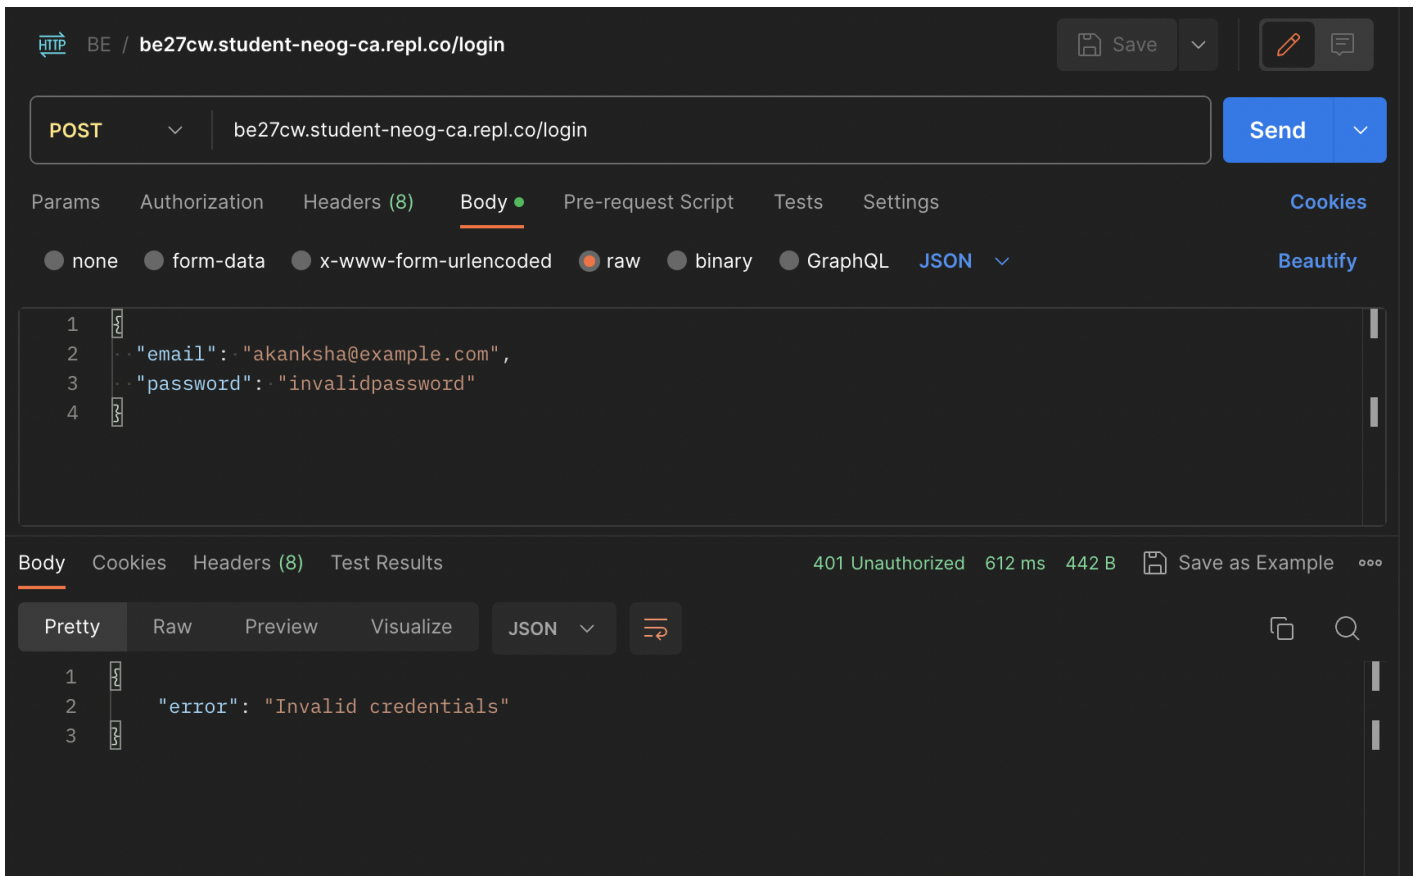 HTTP BE / be27cw.student-neog-ca.repl.co/login Save
POST be27cw.student-neog-ca.repl.co/login Send
Params Authorization Headers (8) Body Pre-request Script Tests Settings Cookies
none form-data x-www-form-urlencoded raw binary GraphQL JSON Beautify
1 {
2 "email": "akanksha@example.com",
3 "password": "invalidpassword"
4 }
Body Cookies Headers (8) Test Results 401 Unauthorized 612 ms 442 B Save as Example
Pretty Raw Preview Visualize JSON
1 {
2 "error": "Invalid credentials"
3 }